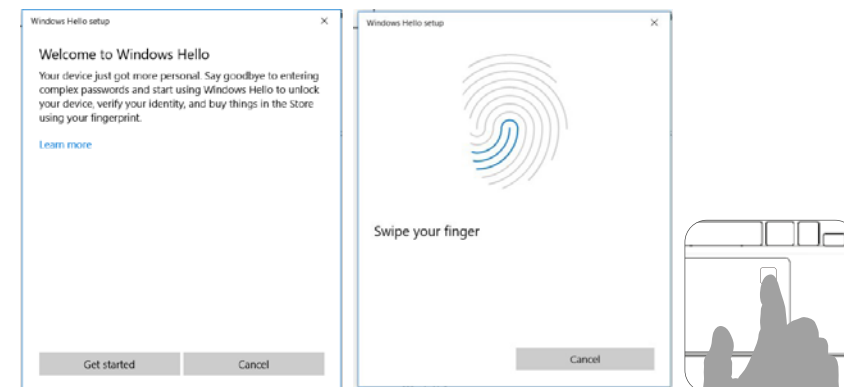 Windows Hello setup
Welcome to Windows Hello
Your device just got more personal. Say goodbye to entering
complex passwords and start using Windows Hello to unlock
your device, verify your identity, and buy things in the Store
using your fingerprint.
Learn more
Get started
Cancel
Windows Hello setup
Swipe your finger
Cancel